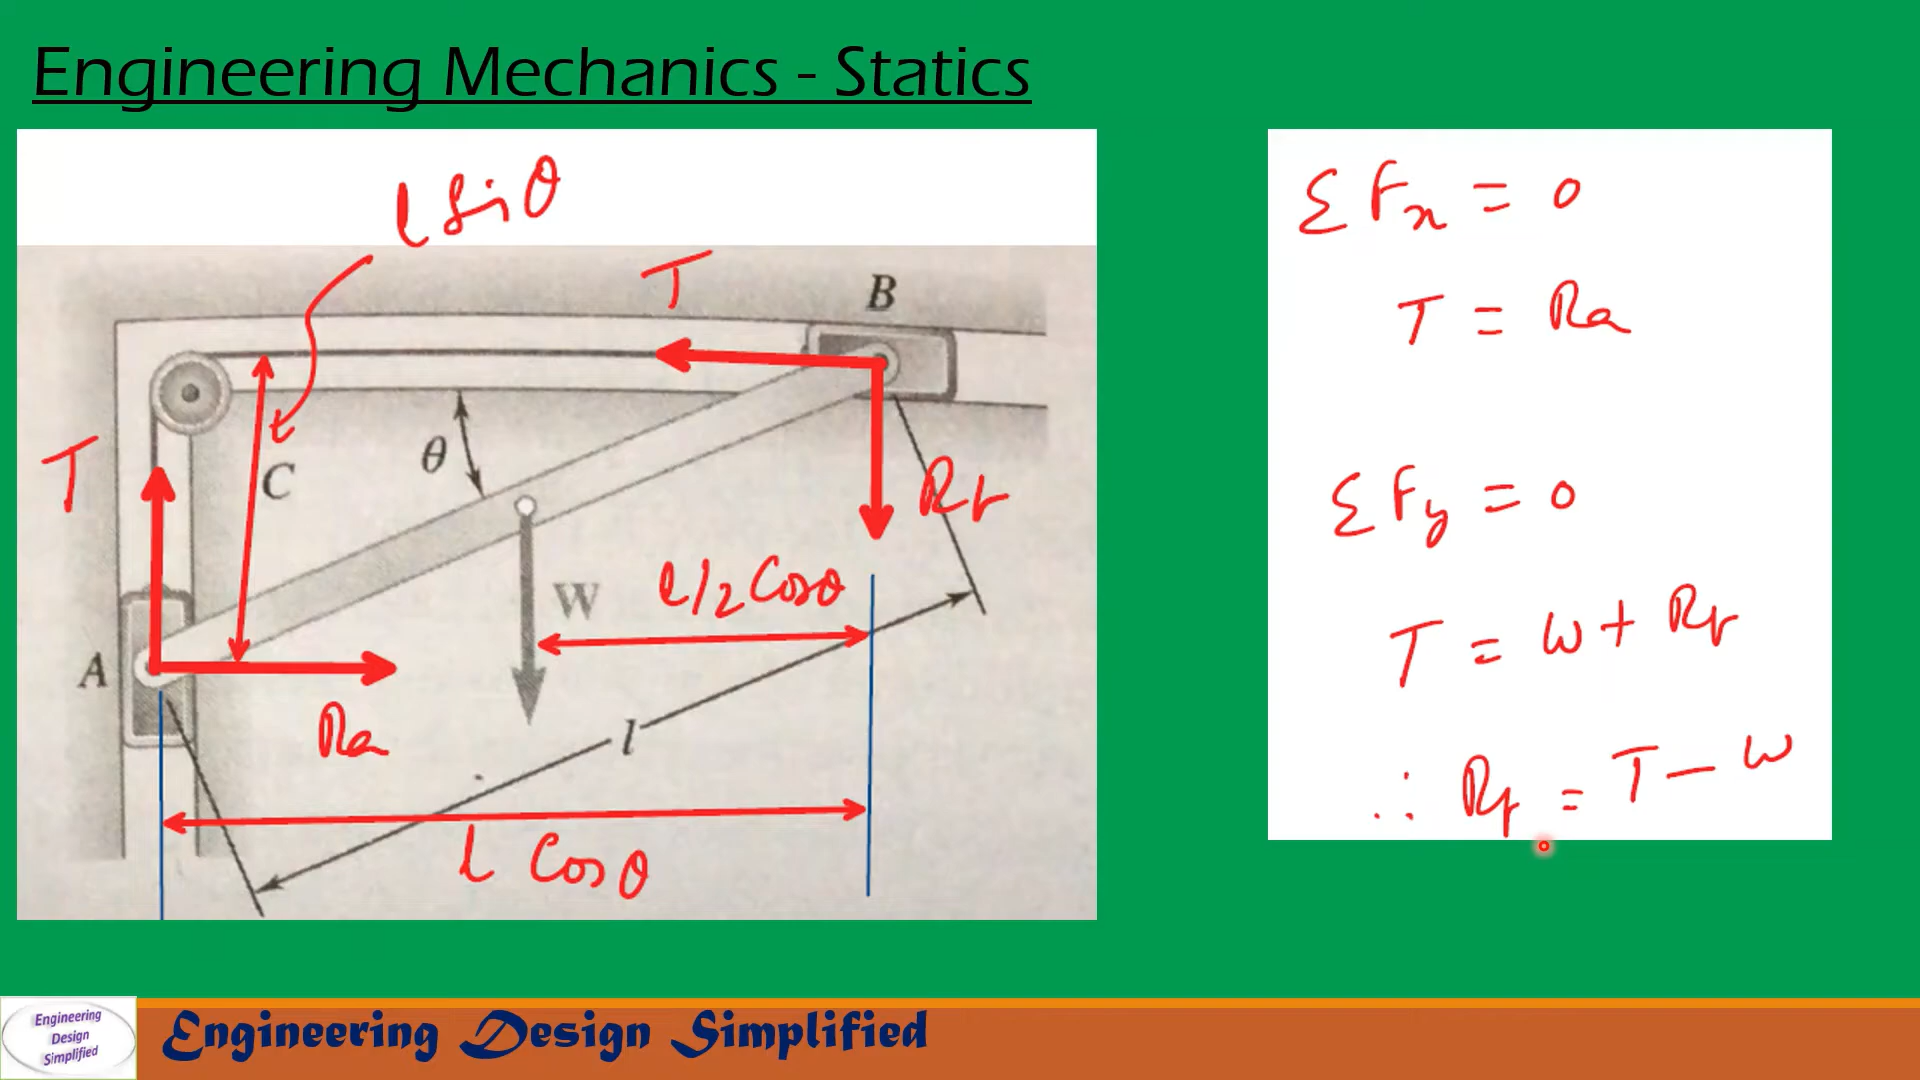 Engineering Mechanics - Statics
l sin θ
T
B
T
C
θ
Rr
W
l/2 Cosθ
A
Ra
l
l Cosθ
ΣFx = 0
T = Ra
ΣFy = 0
T = W + Rr
∴ Rr = T - W
Engineering
Design
Simplified
Engineering Design Simplified